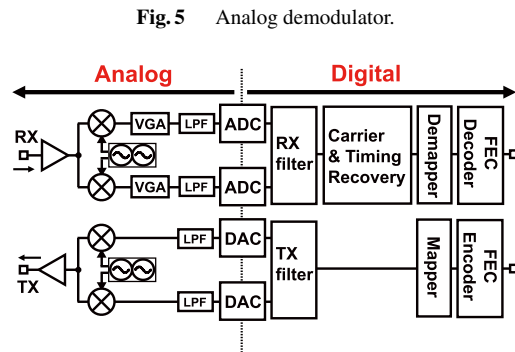 Fig. 5 Analog demodulator.
Analog Digital
RX
VGA LPF ADC
VGA LPF ADC
RX
filter
Carrier
& Timing
Recovery
Demapper
FEC
Decoder
TX
LPF DAC
LPF DAC
TX
filter
Mapper
FEC
Encoder